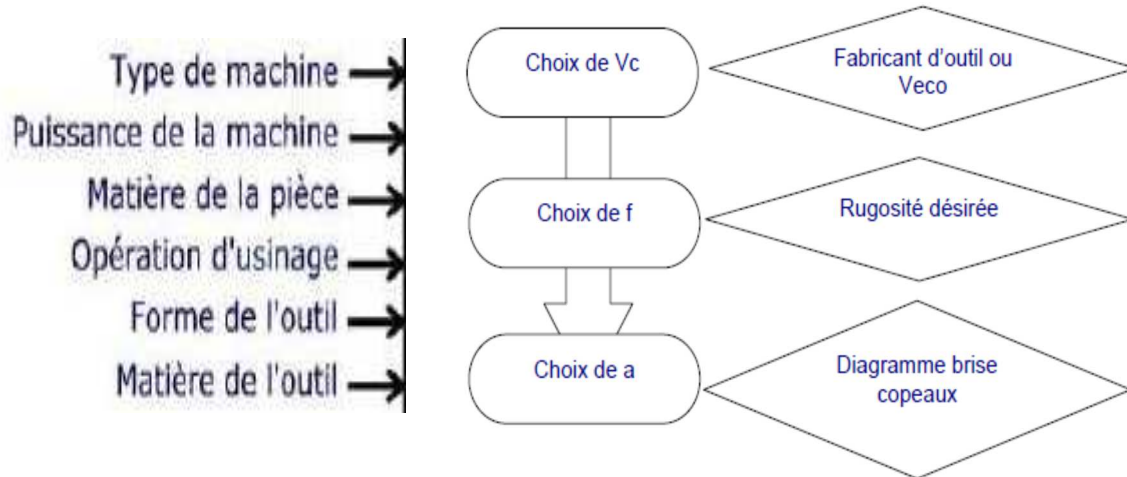 Type de machine
Puissance de la machine
Matière de la pièce
Opération d'usinage
Forme de l'outil
Matière de l'outil
Choix de Vc
Fabricant d'outil ou
Veco
Choix de f
Rugosité désirée
Choix de a
Diagramme brise
copeaux